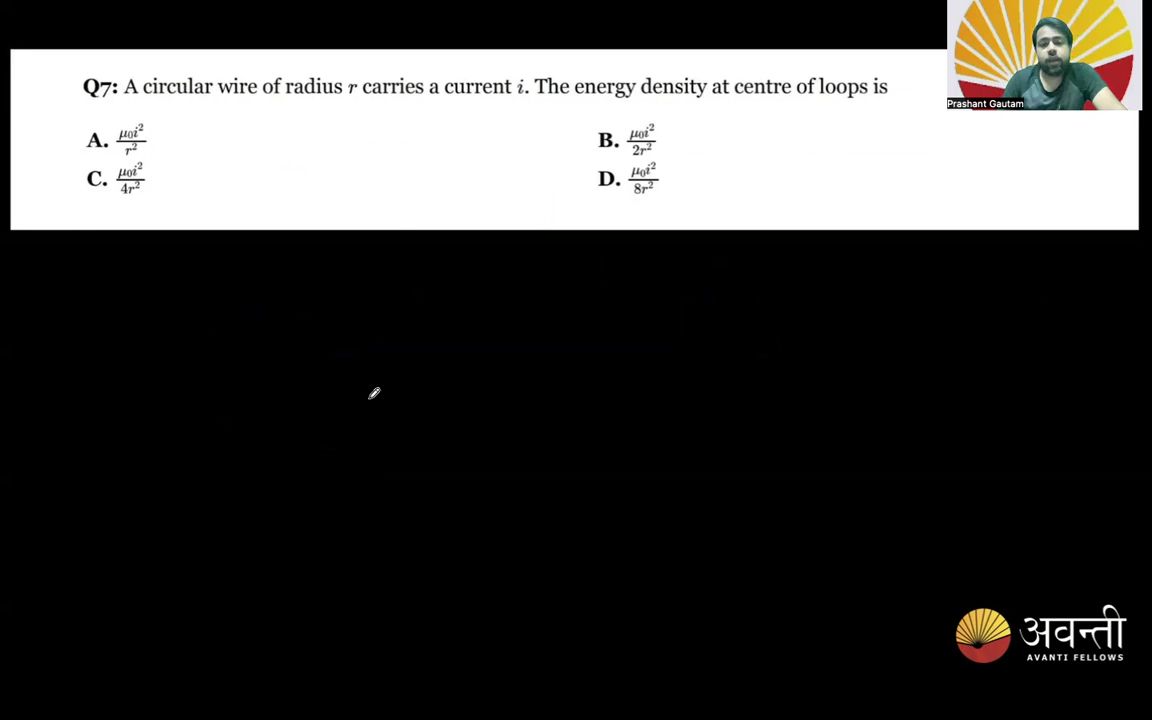 Q7: A circular wire of radius r carries a current i. The energy density at centre of loops is
A. μ₀i²/r² B. μ₀i²/2r²
C. μ₀i²/4r² D. μ₀i²/8r²
Prashant Gautam
अवन्ती
AVANTI FELLOWS